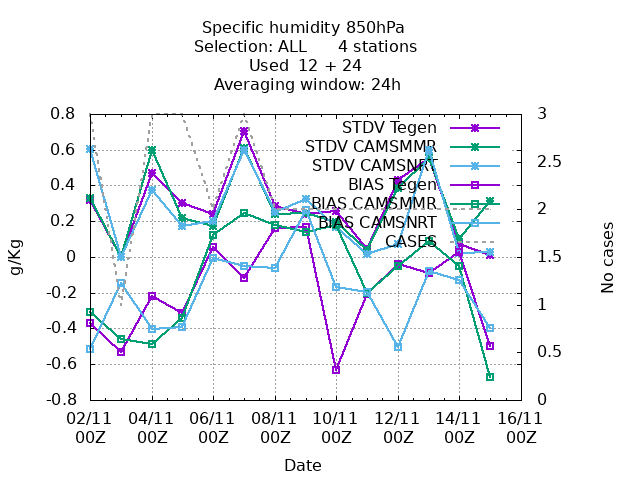 Specific humidity 850hPa
Selection: ALL      4 stations
Used  12 + 24
Averaging window: 24h
0.8
0.6
0.4
0.2
0
-0.2
-0.4
-0.6
-0.8
g/Kg
3
2.5
2
1.5
1
0.5
0
No cases
STDV Tegen
STDV CAMSMMR
STDV CAMSNRT
BIAS Tegen
BIAS CAMSMMR
BIAS CAMSNRT
CASES
02/11 04/11 06/11 08/11 10/11 12/11 14/11 16/11
00Z 00Z 00Z 00Z 00Z 00Z 00Z 00Z
Date